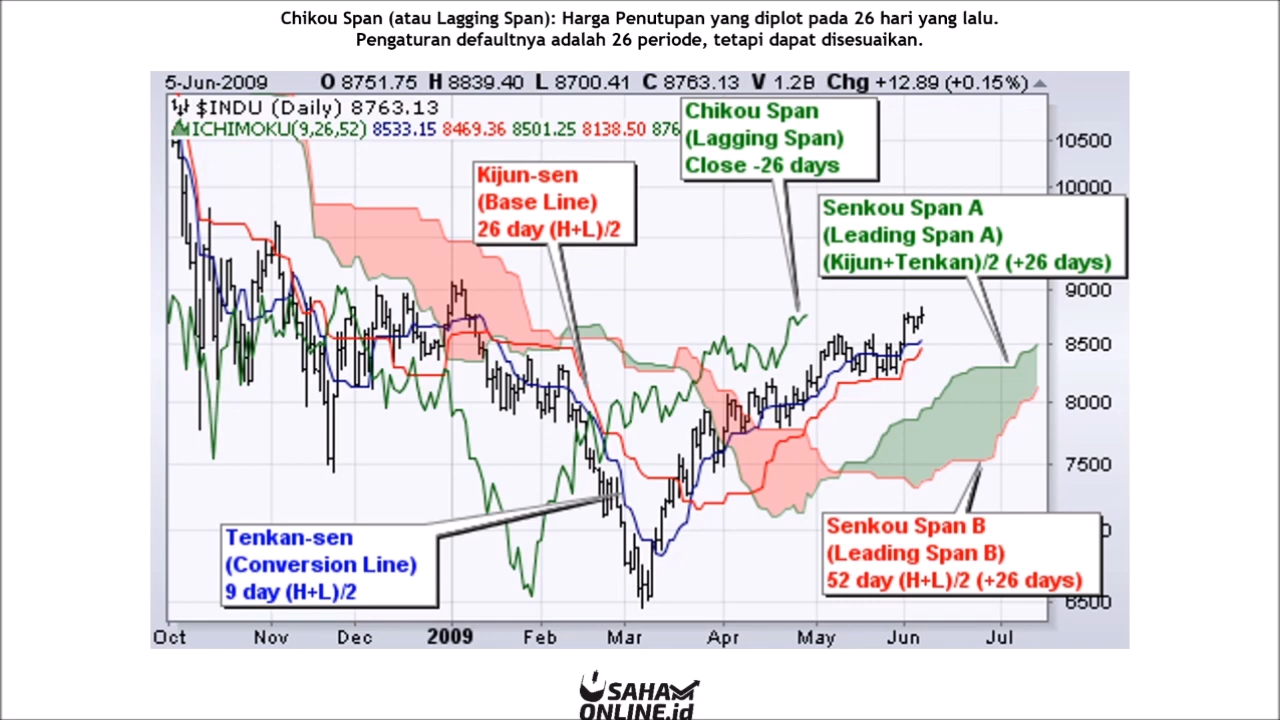 Chikou Span (atau Lagging Span): Harga Penutupan yang diplot pada 26 hari yang lalu.
Pengaturan defaultnya adalah 26 periode, tetapi dapat disesuaikan.
5-Jun-2009 O 8751.75 H 8839.40 L 8700.41 C 8763.13 V 1.2B Chg +12.89 (+0.15%)
$INDU (Daily) 8763.13
ICHIMOKU(9,26,52) 8533.15 8469.36 8501.25 8138.50 876
Chikou Span
(Lagging Span)
Close -26 days
Kijun-sen
(Base Line)
26 day (H+L)/2
Senkou Span A
(Leading Span A)
(Kijun+Tenkan)/2 (+26 days)
10500
10000
9000
8500
8000
7500
0
6500
Tenkan-sen
(Conversion Line)
9 day (H+L)/2
Senkou Span B
(Leading Span B)
52 day (H+L)/2 (+26 days)
Oct Nov Dec 2009 Feb Mar Apr May Jun Jul
SAHAM
ONLINE.id